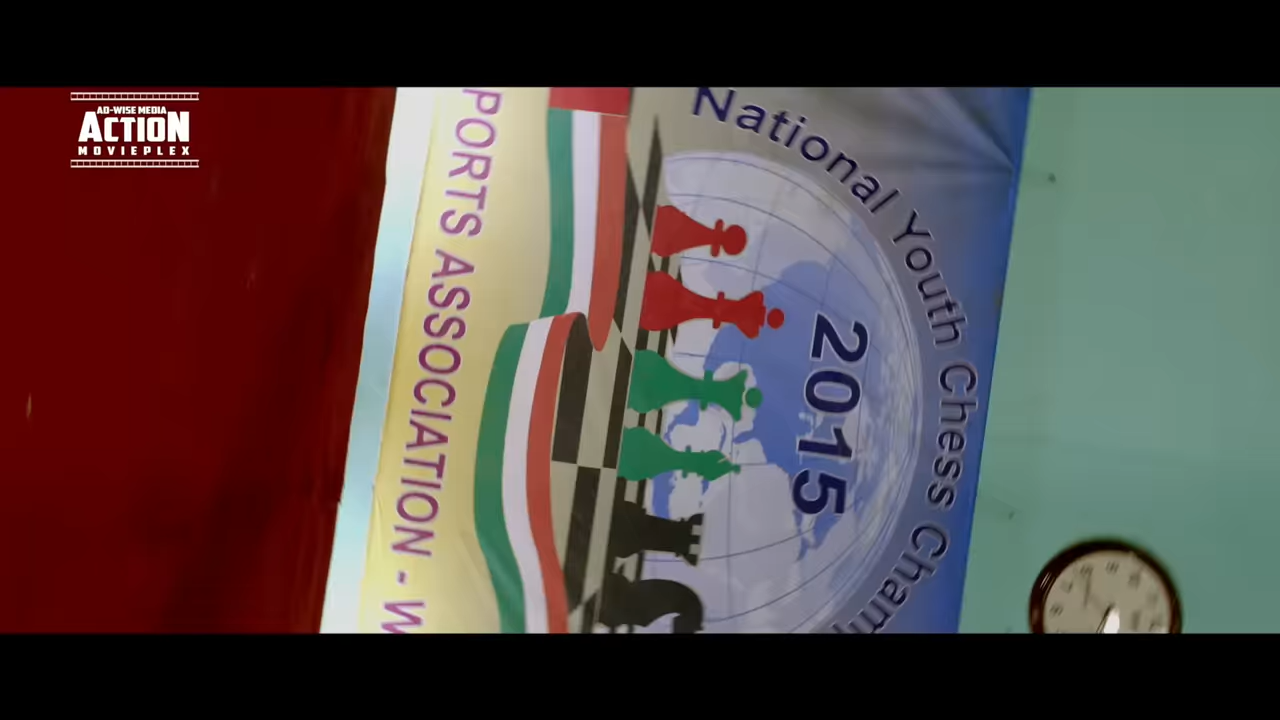 AD-WISE MEDIA
ACTION
MOVIEPLEX
National Youth Chess Cham
2015
PORTS ASSOCIATION - W